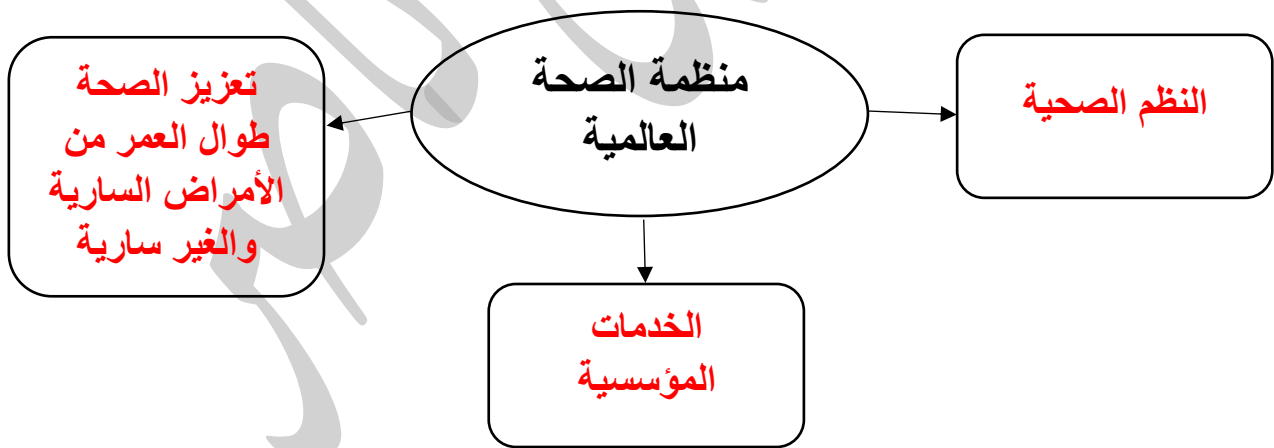 منظمة الصحة
العالمية
النظم الصحية
تعزيز الصحة
طوال العمر من
الأمراض السارية
والغير سارية
الخدمات
المؤسسية